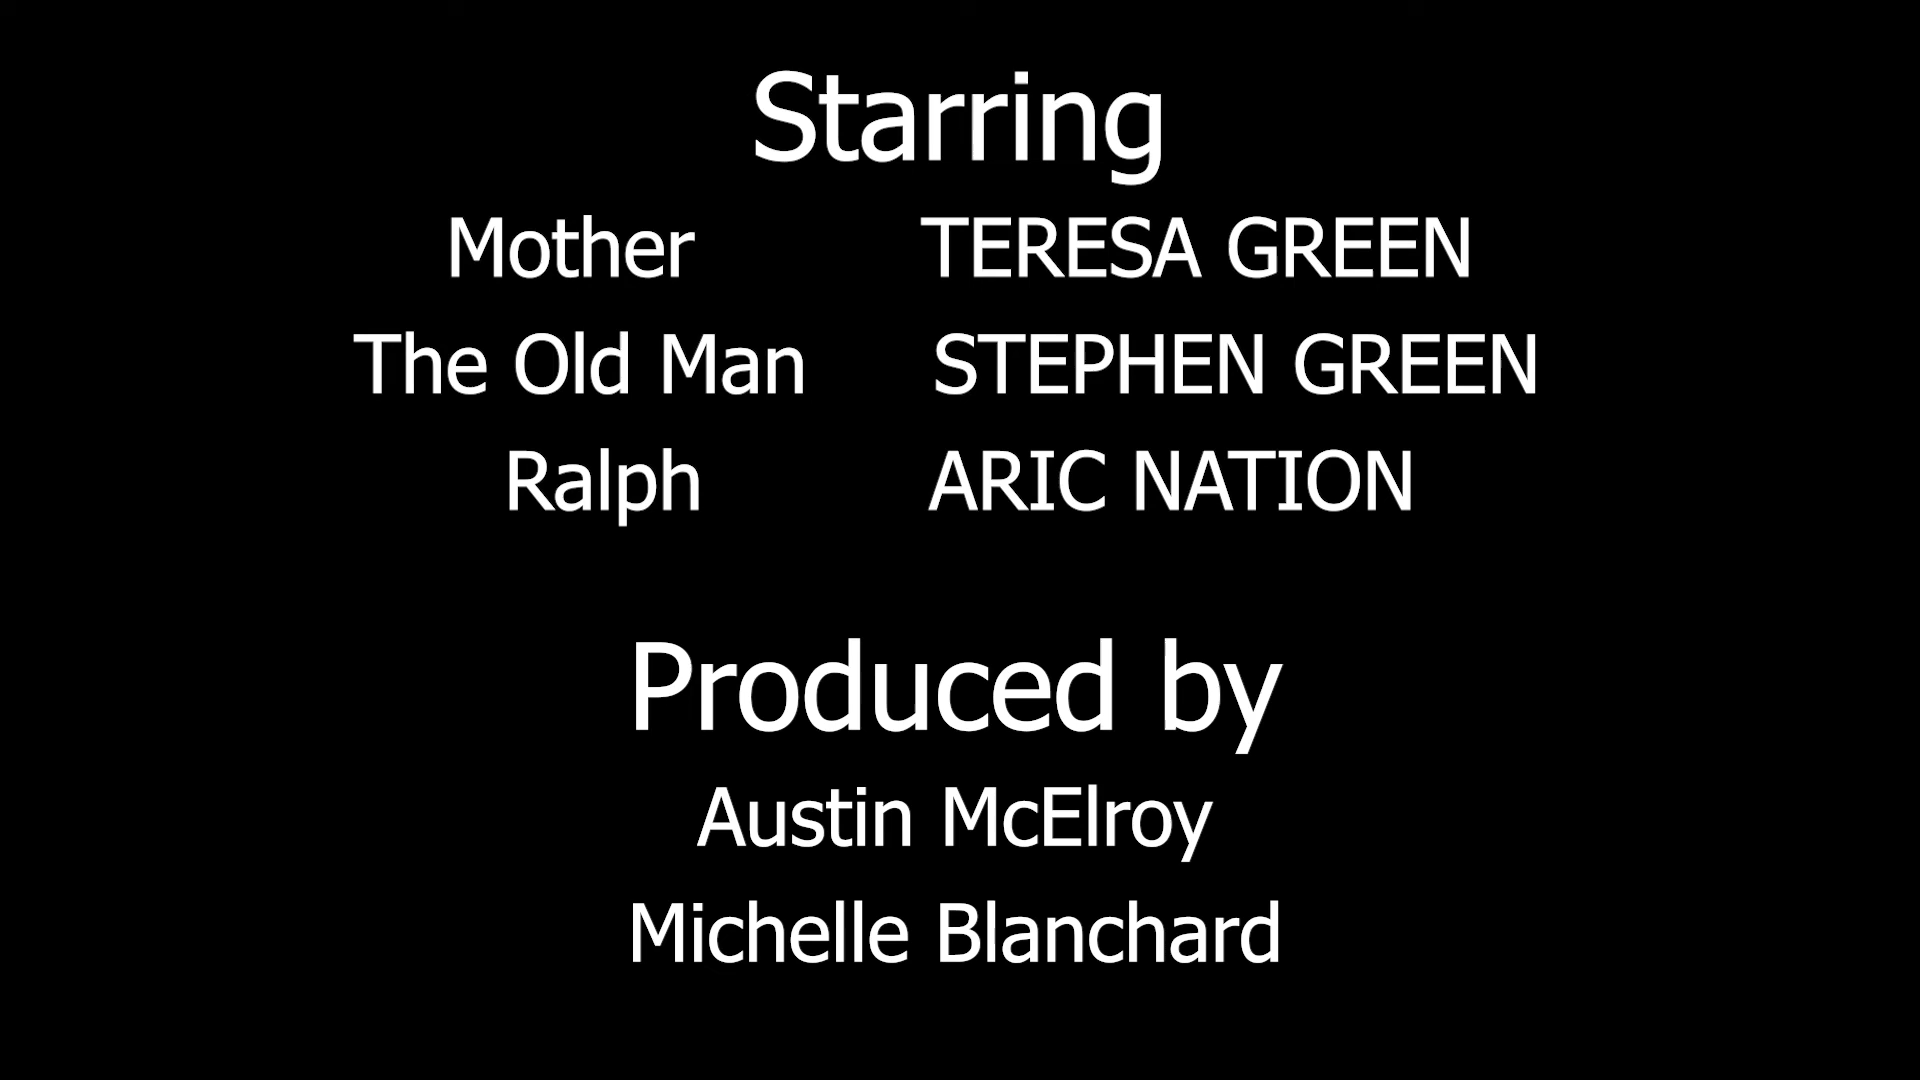 Starring
Mother TERESA GREEN
The Old Man STEPHEN GREEN
Ralph ARIC NATION
Produced by
Austin McElroy
Michelle Blanchard